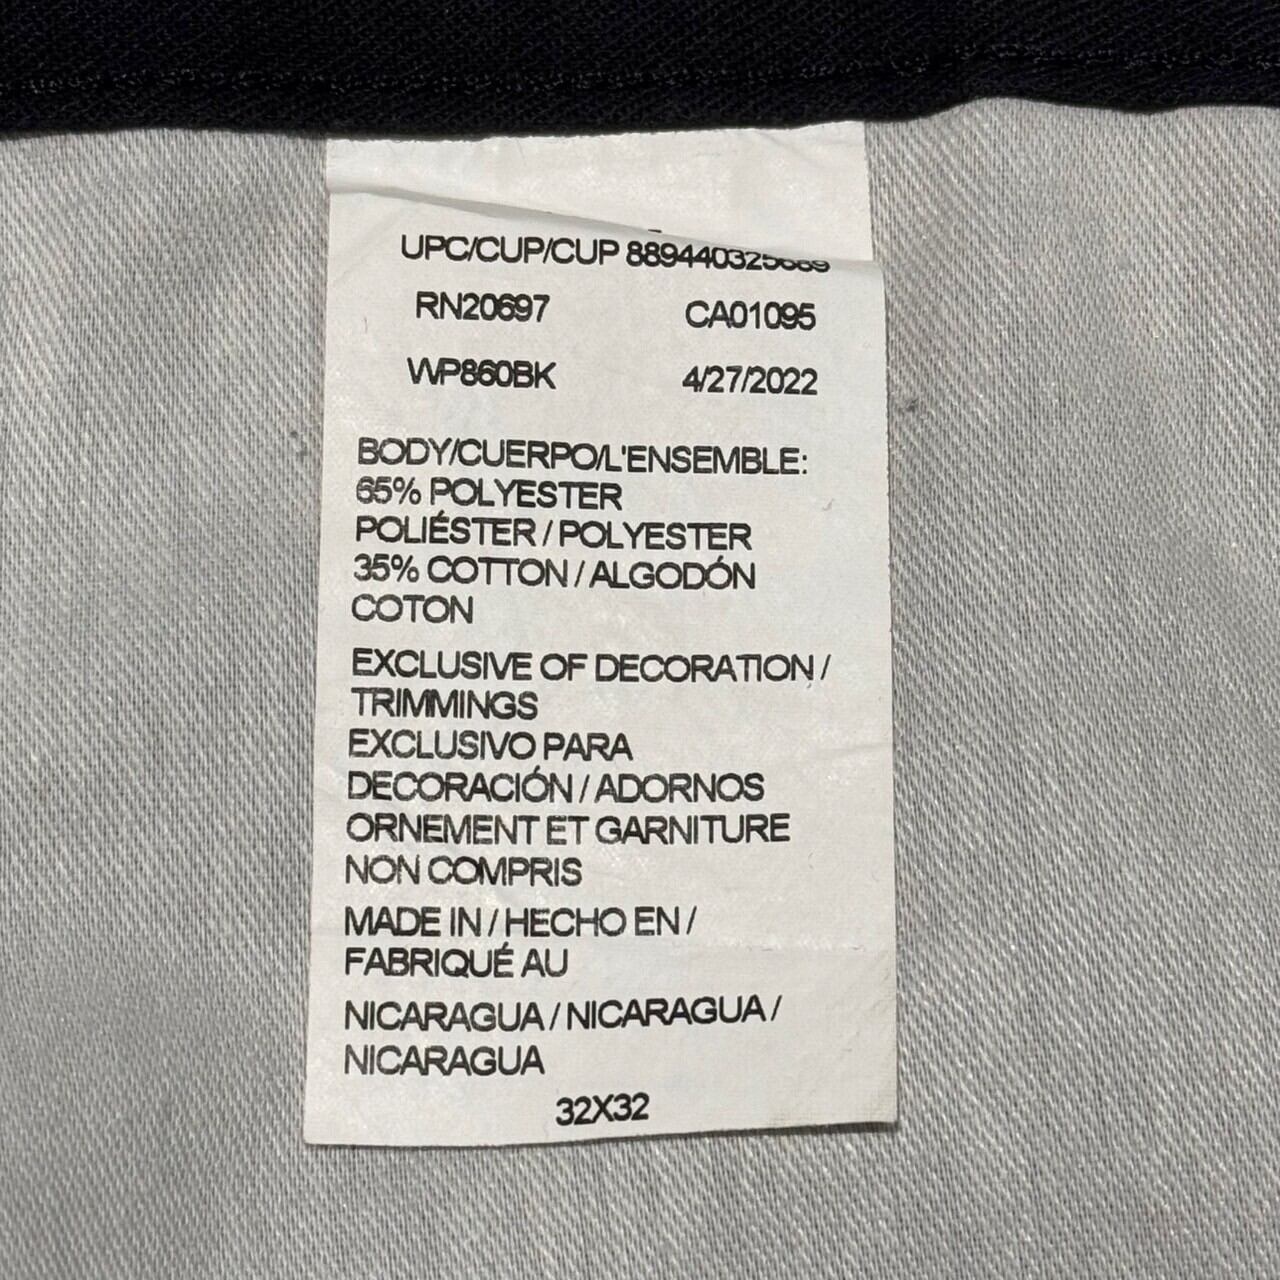 UPC/CUP/CUP
RN20697 CA01095
WP860BK 4/27/2022
BODY/CUERPO/L'ENSEMBLE:
65% POLYESTER
POLIÉSTER / POLYESTER
35% COTTON / ALGODÓN
COTON
EXCLUSIVE OF DECORATION /
TRIMMINGS
EXCLUSIVO PARA
DECORACIÓN / ADORNOS
ORNEMENT ET GARNITURE
NON COMPRIS
MADE IN / HECHO EN /
FABRIQUÉ AU
NICARAGUA / NICARAGUA /
NICARAGUA
32X32